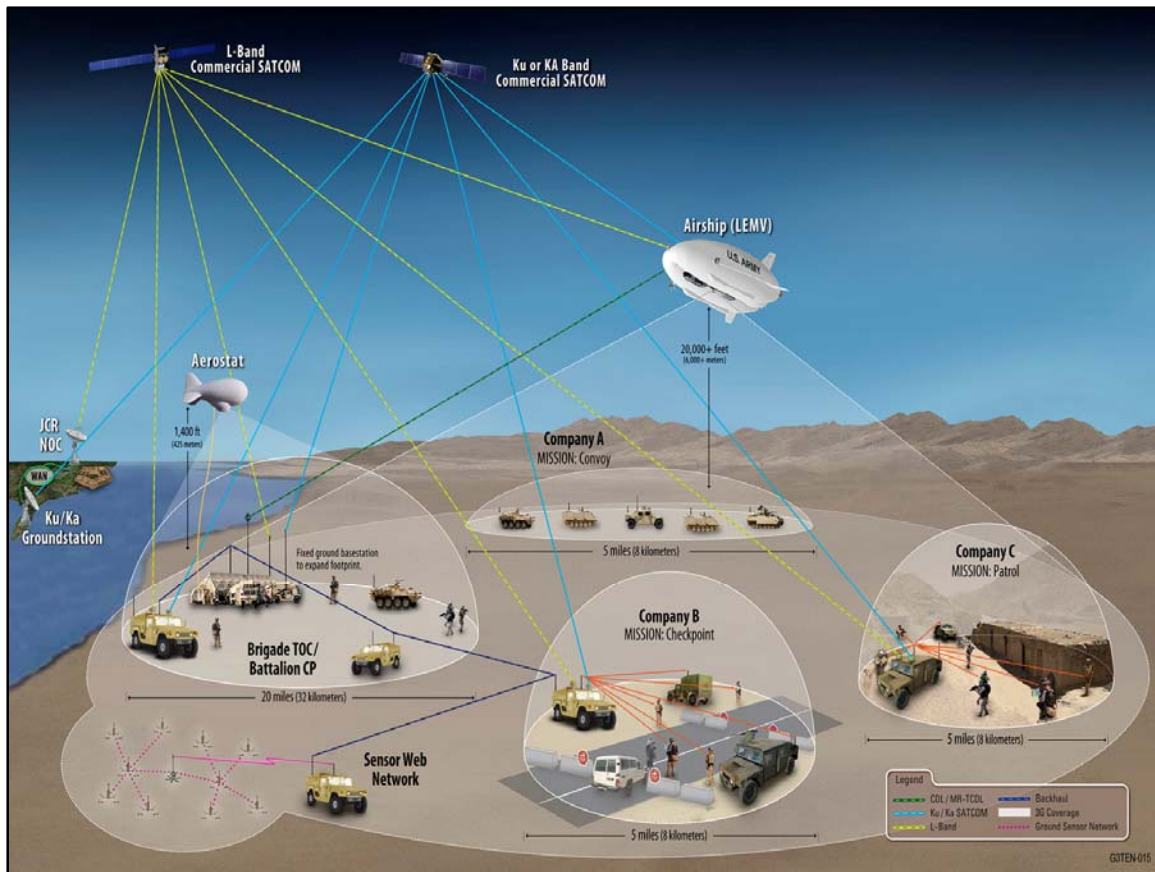 L-Band
Commercial SATCOM
Ku or KA Band
Commercial SATCOM
Airship (LEMV)
U.S. ARMY
20,000+ feet
(6,000+ meters)
Aerostat
1,400 ft
(425 meters)
JCR
NOC
WAN
Ku/Ka
Groundstation
Company A
MISSION: Convoy
5 miles (8 kilometers)
Fixed ground basestation
to expand footprint.
Brigade TOC/
Battalion CP
20 miles (32 kilometers)
Company B
MISSION: Checkpoint
5 miles (8 kilometers)
Company C
MISSION: Patrol
5 miles (8 kilometers)
Sensor Web
Network
Legend
CDL / MR-TCDL
Ku / Ka SATCOM
L-Band
Backhaul
3G Coverage
Ground Sensor Network
G3TEN-015